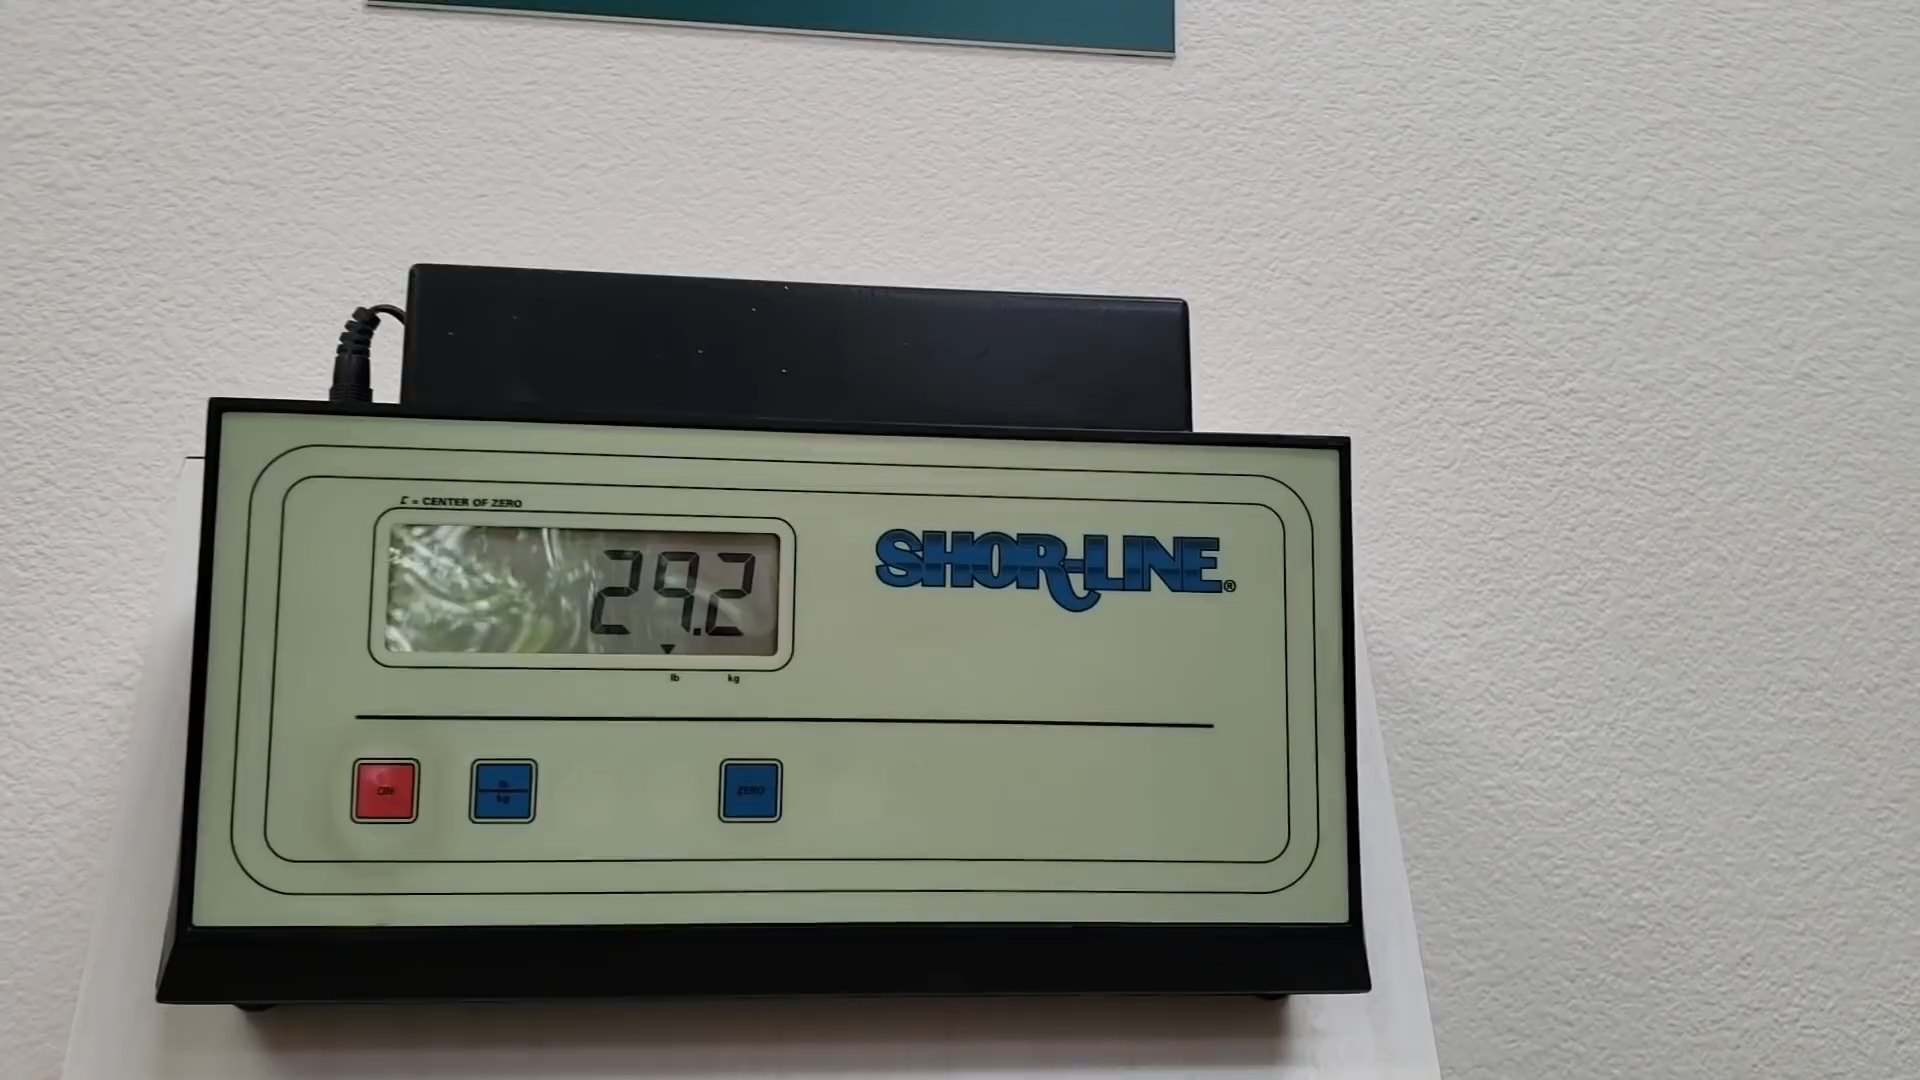 ⊏ = CENTER OF ZERO
29.2
SHOR-LINE®
lb kg
ON
lb
kg
ZERO